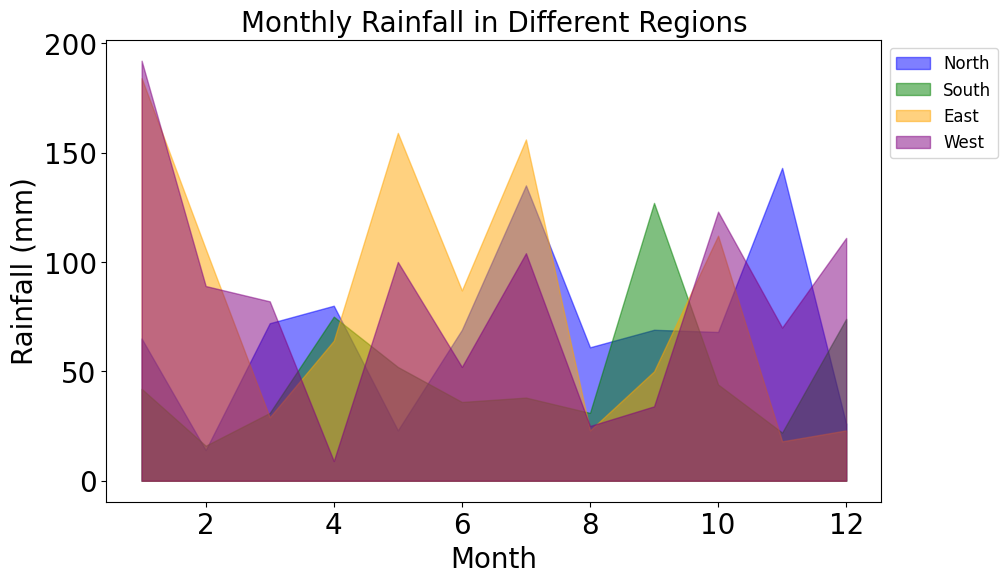 Monthly Rainfall in Different Regions
Rainfall (mm)
200
150
100
50
0
2 4 6 8 10 12
Month
North
South
East
West